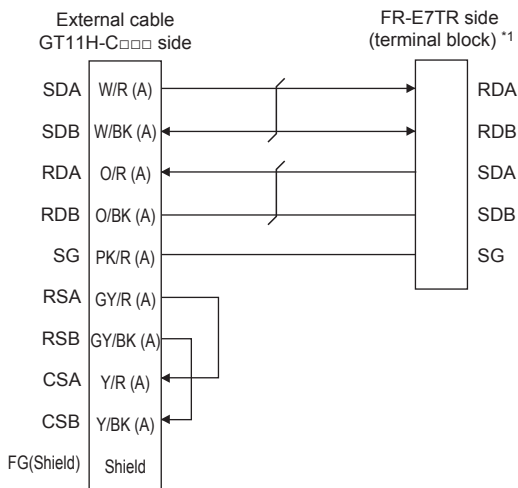 External cable
GT11H-C□□□ side
FR-E7TR side
(terminal block) *1
SDA W/R (A) RDA
SDB W/BK (A) RDB
RDA O/R (A) SDA
RDB O/BK (A) SDB
SG PK/R (A) SG
RSA GY/R (A)
RSB GY/BK (A)
CSA Y/R (A)
CSB Y/BK (A)
FG(Shield) Shield